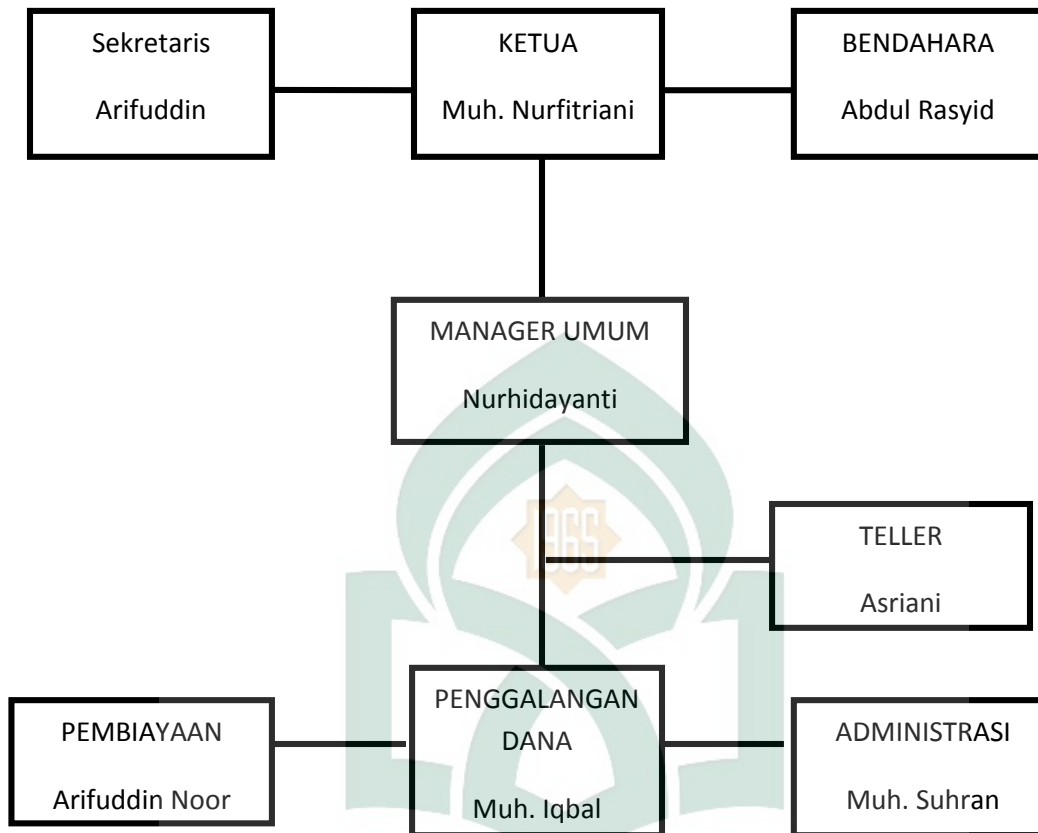 Sekretaris
Arifuddin
KETUA
Muh. Nurfitriani
BENDAHARA
Abdul Rasyid
MANAGER UMUM
Nurhidayanti
1965
TELLER
Asriani
PEMBIAYAAN
Arifuddin Noor
PENGGALANGAN
DANA
Muh. Iqbal
ADMINISTRASI
Muh. Suhran